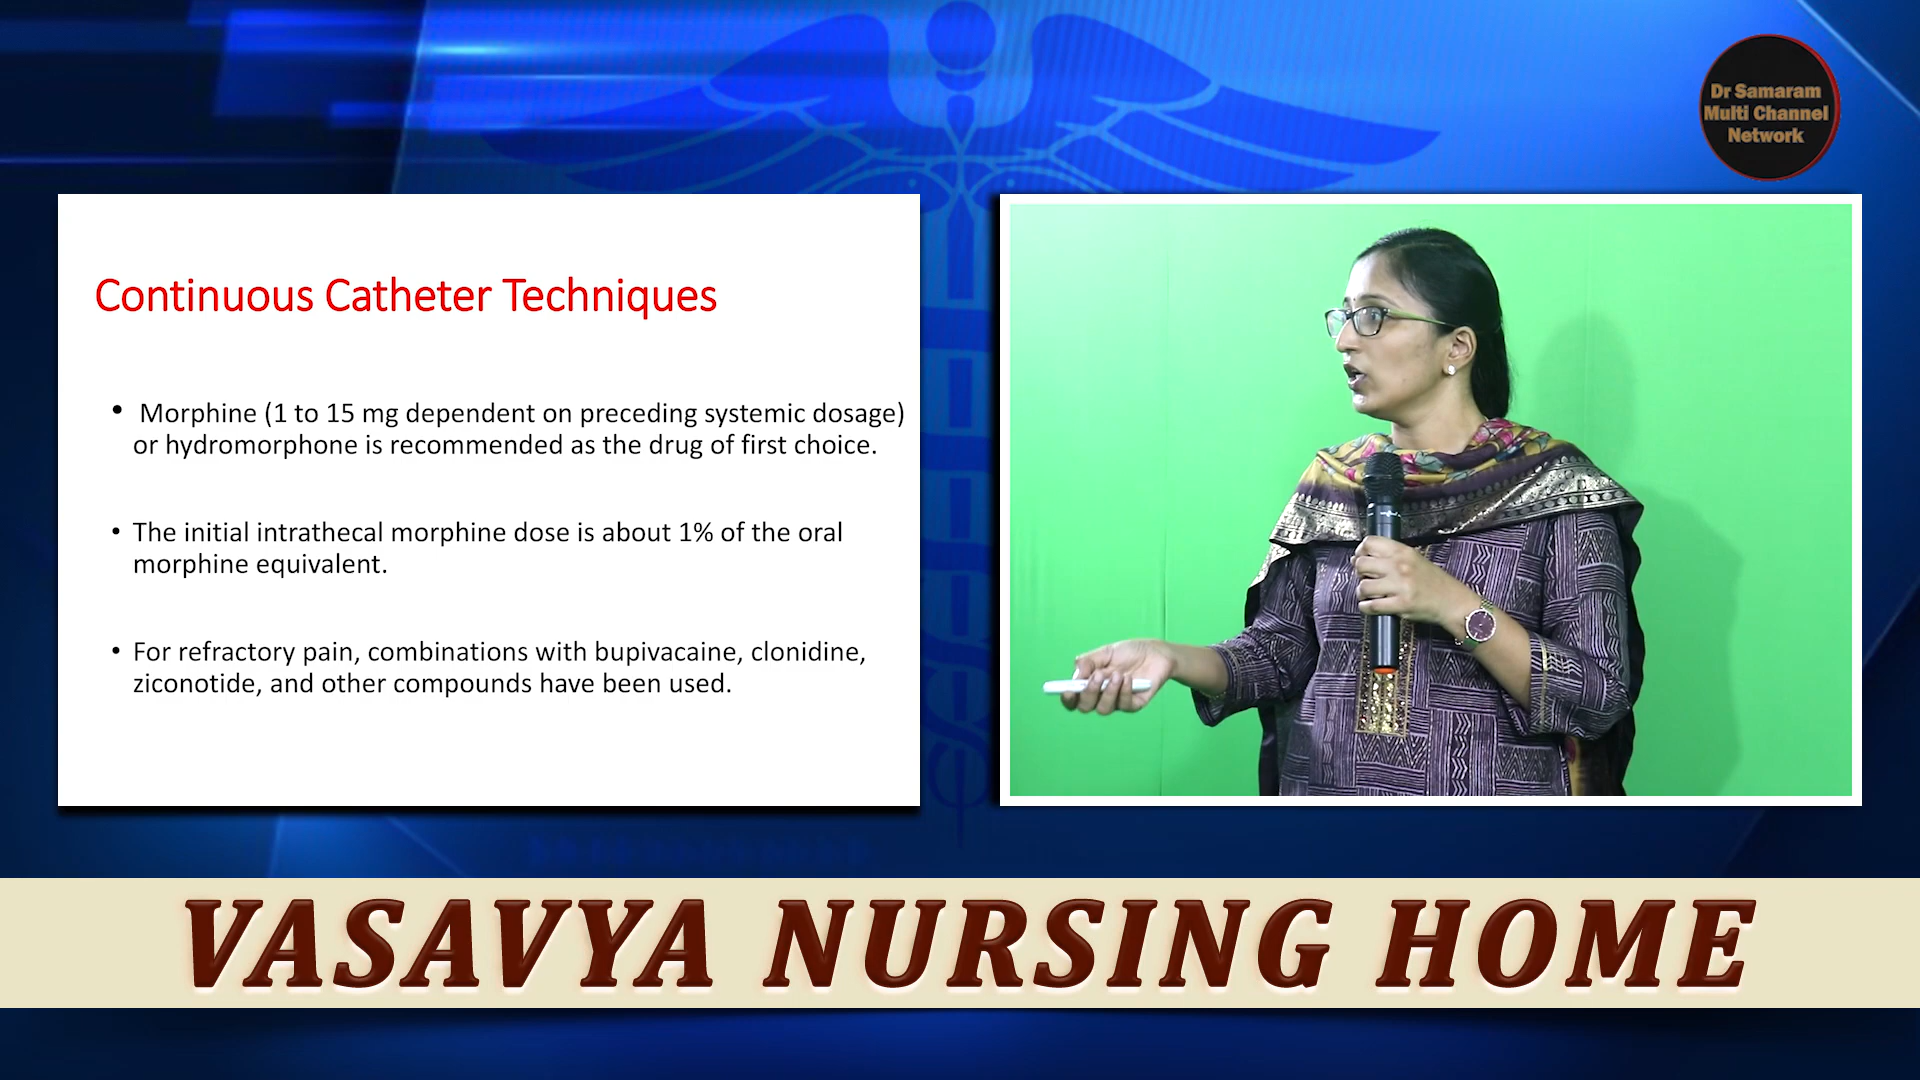 Dr Samaram
Multi Channel
Network
Continuous Catheter Techniques
• Morphine (1 to 15 mg dependent on preceding systemic dosage)
or hydromorphone is recommended as the drug of first choice.
• The initial intrathecal morphine dose is about 1% of the oral
morphine equivalent.
• For refractory pain, combinations with bupivacaine, clonidine,
ziconotide, and other compounds have been used.
VASAVYA NURSING HOME